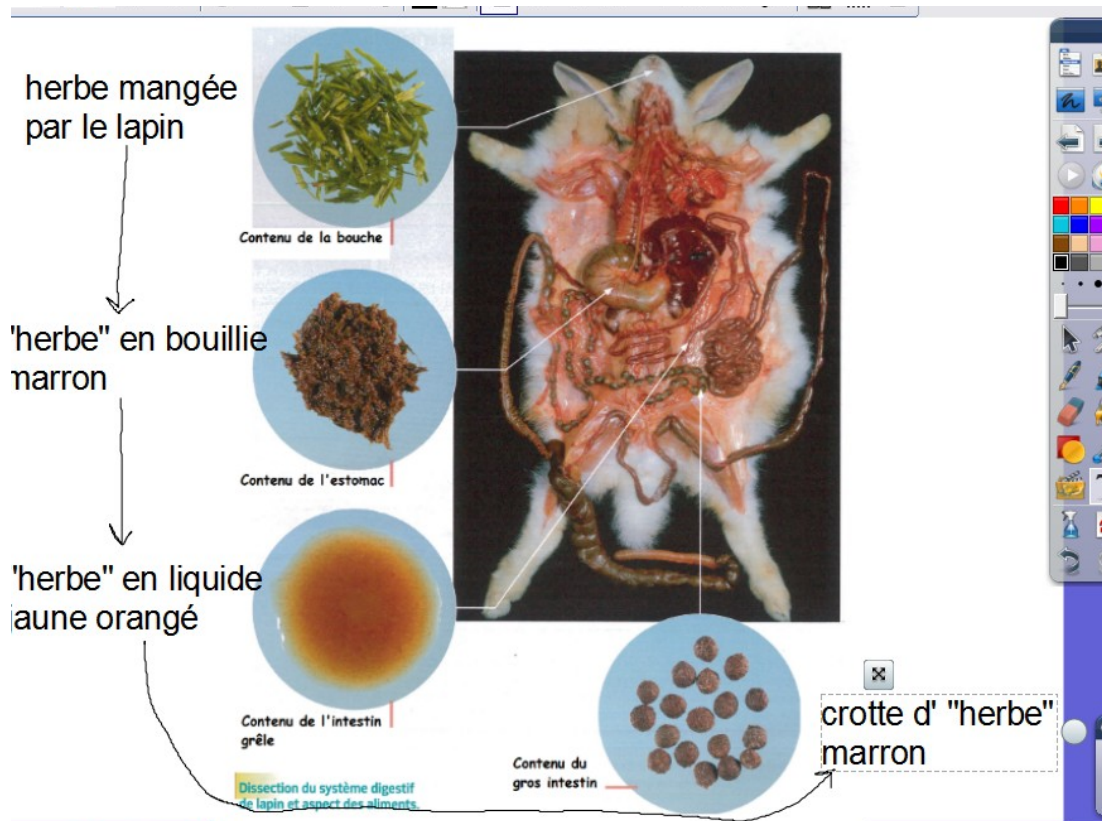 herbe mangée
par le lapin
Contenu de la bouche
"herbe" en bouillie
marron
Contenu de l'estomac
"herbe" en liquide
jaune orangé
Contenu de l'intestin
grêle
Contenu du
gros intestin
crotte d' "herbe"
marron
Dissection du système digestif
de lapin et aspect des aliments.